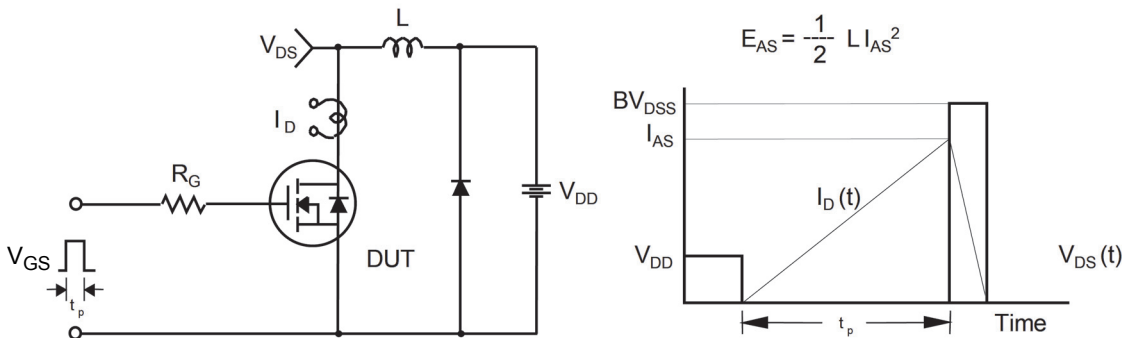 L
V_DS
I_D
R_G
V_DD
V_GS
t_p
DUT
E_AS = 1/2 L I_AS^2
BV_DSS
I_AS
I_D (t)
V_DD
V_DS (t)
t_p
Time